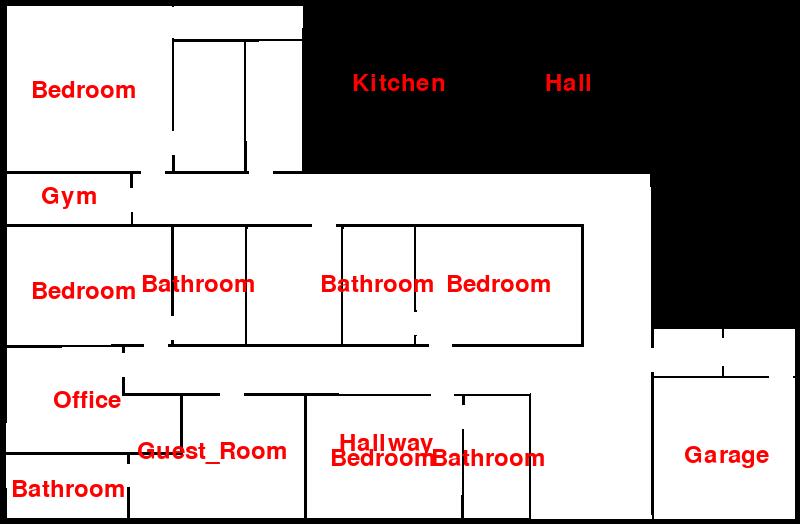 Kitchen
Hall
Bedroom
Gym
Bedroom
Bathroom
Bathroom
Bedroom
Office
Guest_Room
Hallway
Bedroom
Bathroom
Garage
Bathroom